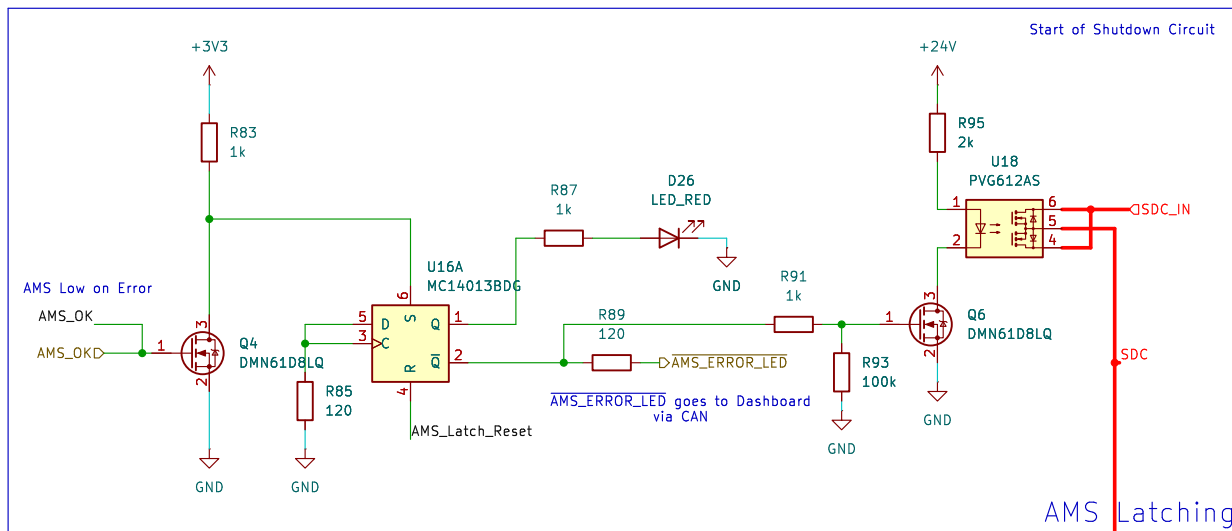 Start of Shutdown Circuit
+3V3
+24V
R83
1k
R95
2k
U18
PVG612AS
1
2
6
5
4
SDC_IN
R87
1k
D26
LED_RED
GND
AMS Low on Error
AMS_OK
AMS_OK
1
3
2
Q4
DMN61D8LQ
GND
U16A
MC14013BDG
6
5
3
1
2
4
D
C
S
R
Q
Q
R85
120
GND
AMS_Latch_Reset
R89
120
AMS_ERROR_LED
AMS_ERROR_LED goes to Dashboard
via CAN
R91
1k
R93
100k
GND
1
3
2
Q6
DMN61D8LQ
GND
SDC
AMS Latching